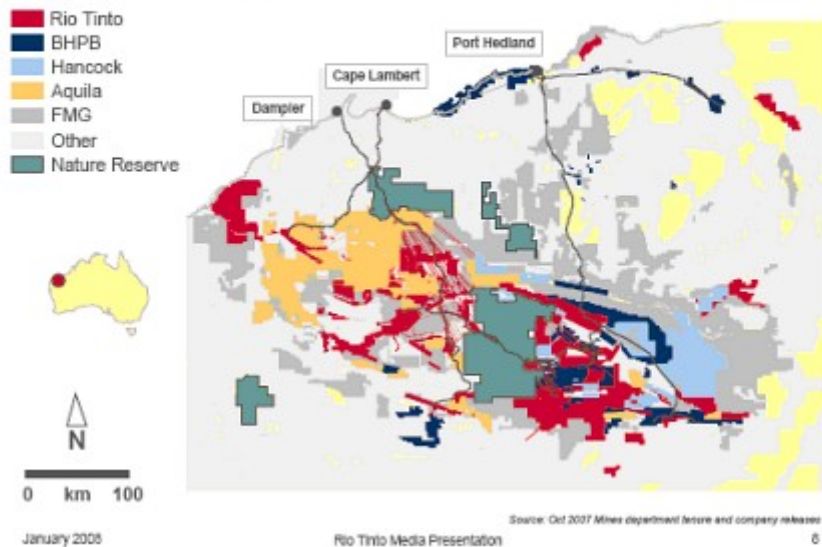 Rio Tinto
BHPB
Hancock
Aquila
FMG
Other
Nature Reserve
Port Hedland
Cape Lambert
Dampier
N
0 km 100
Source: Oct 2007 Mines department tenure and company releases
January 2008
Rio Tinto Media Presentation
8